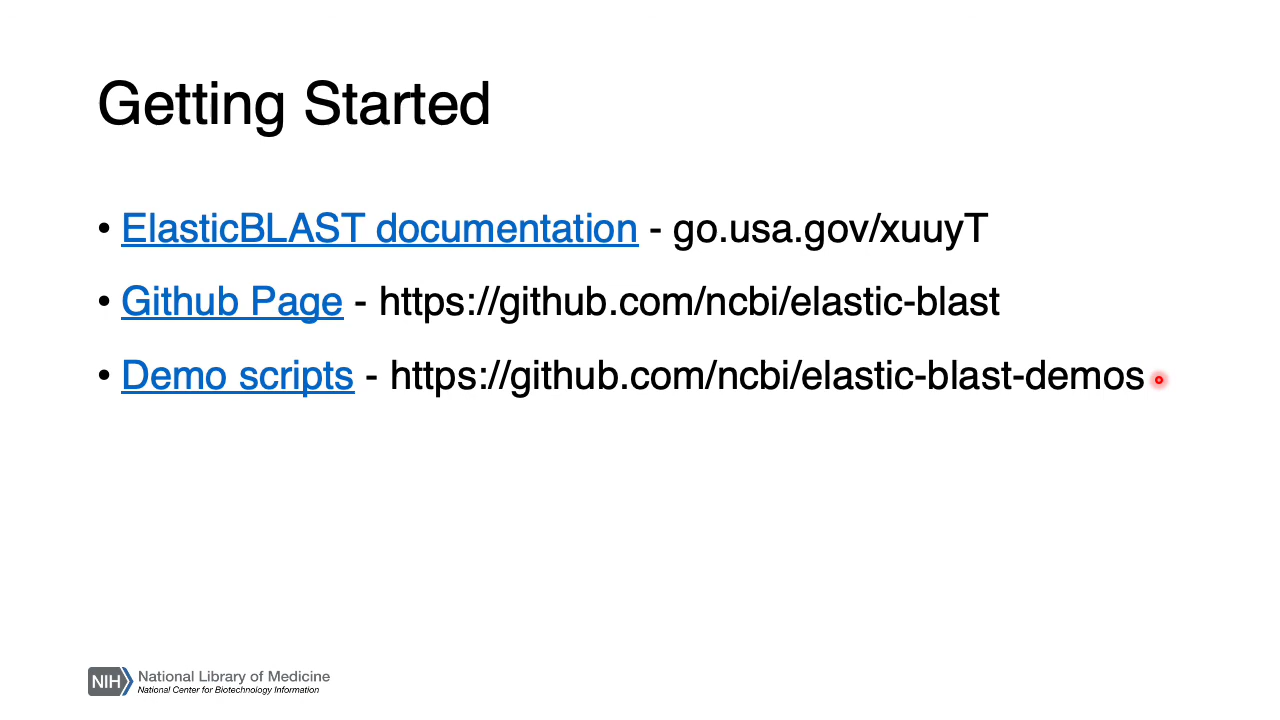 Getting Started
• ElasticBLAST documentation - go.usa.gov/xuuyT
• Github Page - https://github.com/ncbi/elastic-blast
• Demo scripts - https://github.com/ncbi/elastic-blast-demos
NIH National Library of Medicine
National Center for Biotechnology Information